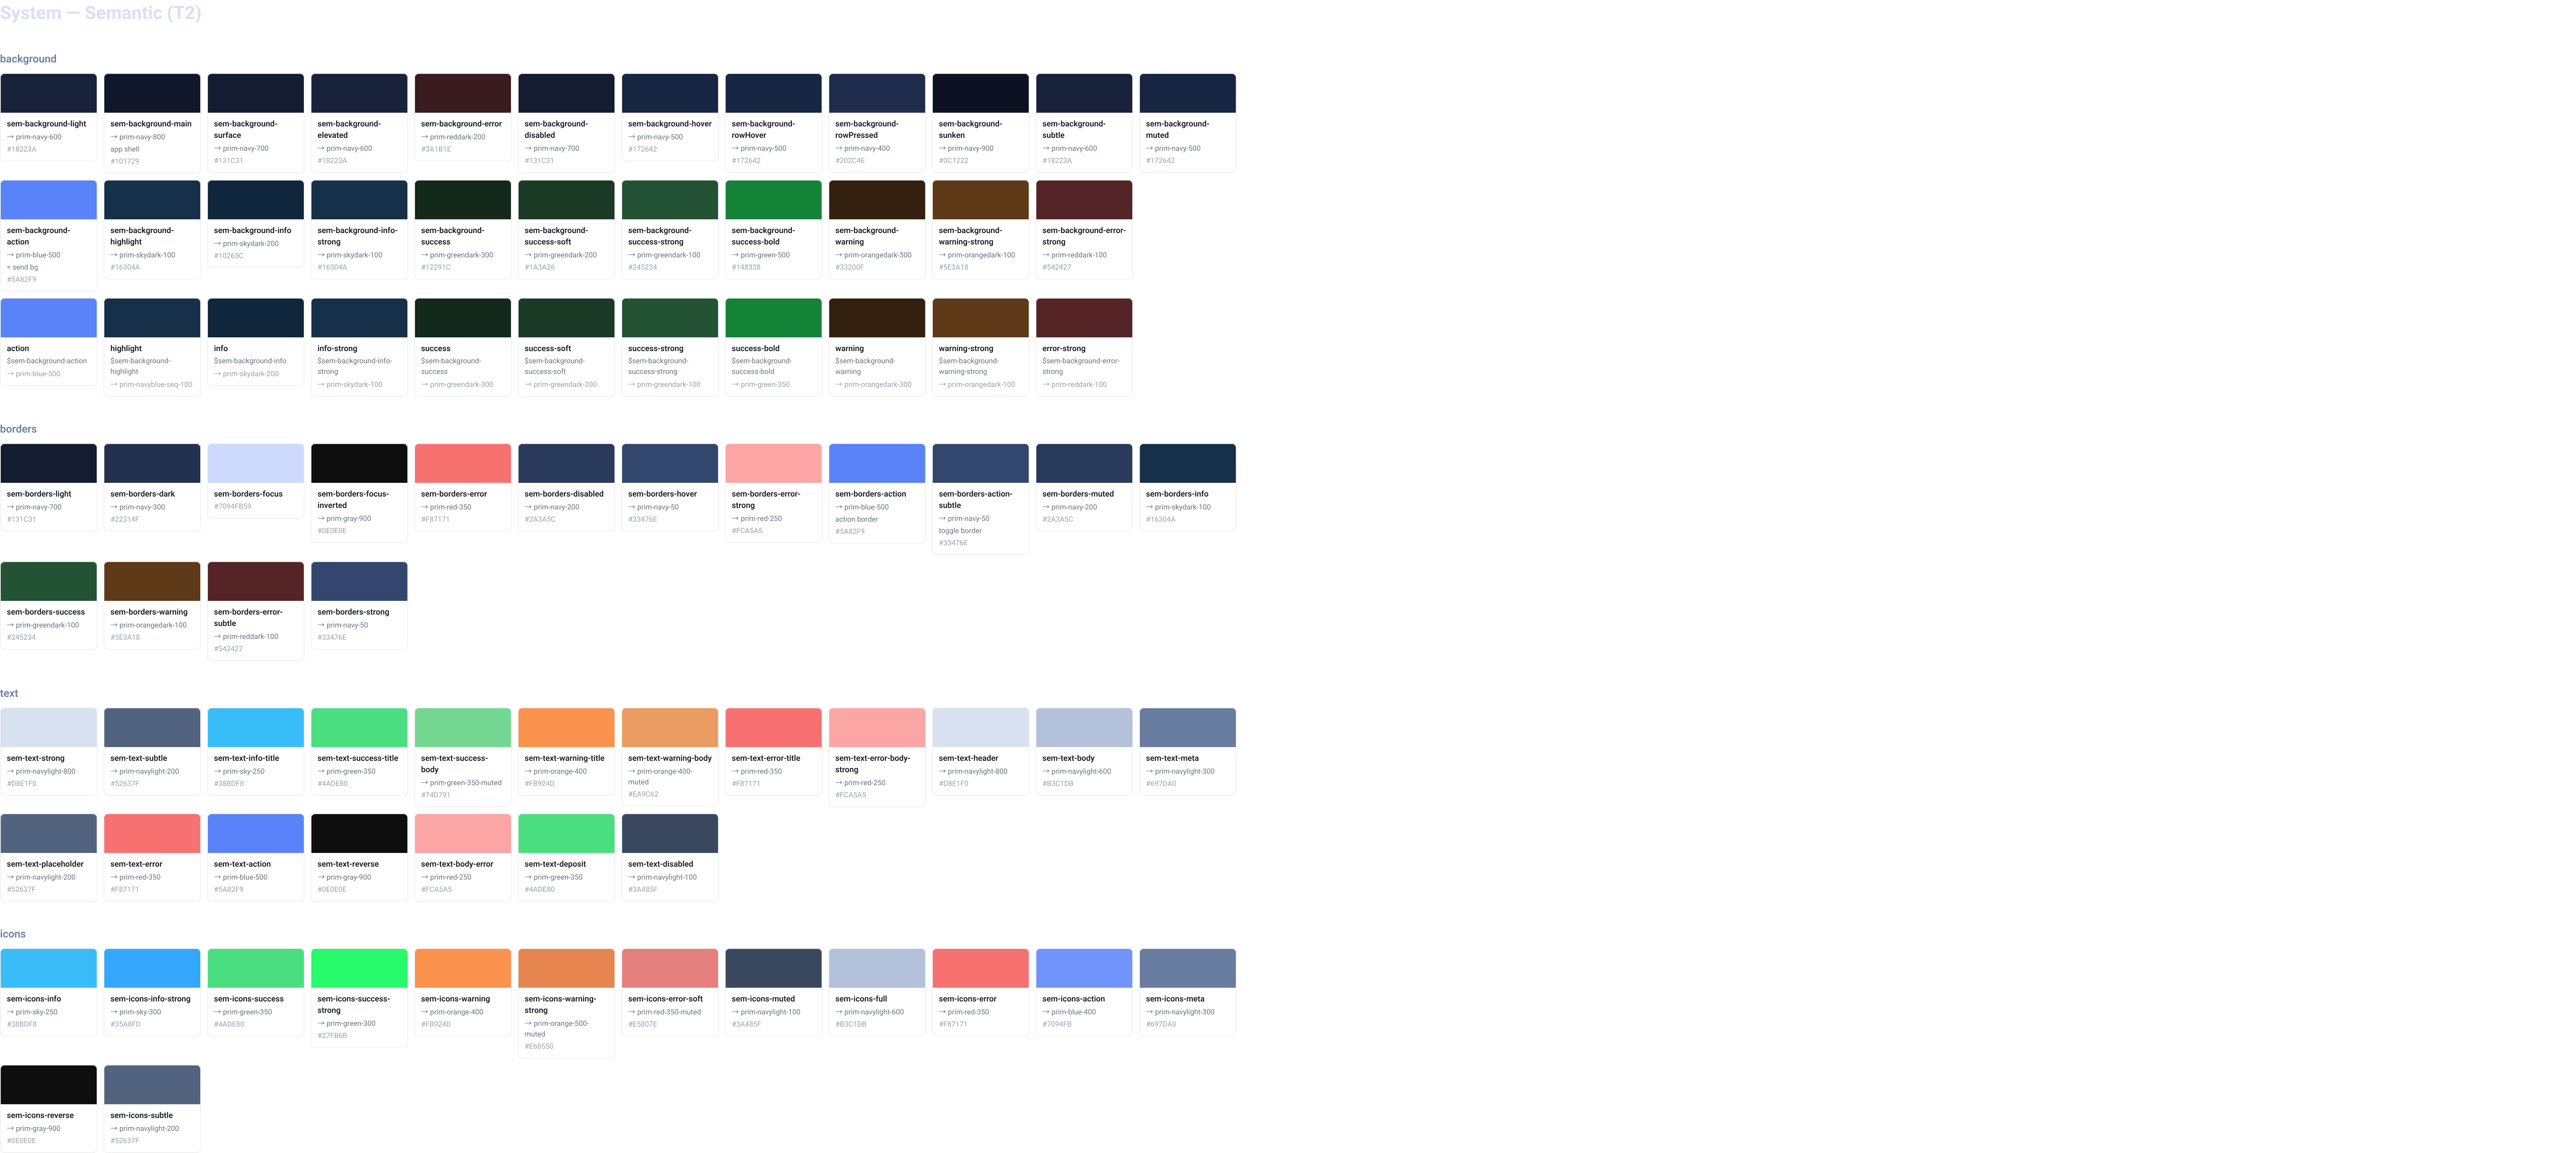 System — Semantic (T2)
background
sem-background-light
→ prim-navy-600
#18223A
sem-background-main
→ prim-navy-800
app shell
#101729
sem-background-
surface
→ prim-navy-700
#131C31
sem-background-
elevated
→ prim-navy-600
#18223A
sem-background-error
→ prim-reddark-200
#3A1B1E
sem-background-
disabled
→ prim-navy-700
#131C31
sem-background-hover
→ prim-navy-500
#172642
sem-background-
rowHover
→ prim-navy-500
#172642
sem-background-
rowPressed
→ prim-navy-400
#202C4E
sem-background-
sunken
→ prim-navy-900
#0C1222
sem-background-
subtle
→ prim-navy-600
#18223A
sem-background-
muted
→ prim-navy-500
#172642
sem-background-
action
→ prim-blue-500
= send bg
#5A82F9
sem-background-
highlight
→ prim-skydark-100
#16304A
sem-background-info
→ prim-skydark-200
#10263C
sem-background-info-
strong
→ prim-skydark-100
#16304A
sem-background-
success
→ prim-greendark-300
#12291C
sem-background-
success-soft
→ prim-greendark-200
#1A3A26
sem-background-
success-strong
→ prim-greendark-100
#245234
sem-background-
success-bold
→ prim-green-500
#148338
sem-background-
warning
→ prim-orangedark-300
#33200F
sem-background-
warning-strong
→ prim-orangedark-100
#5E3A18
sem-background-error-
strong
→ prim-reddark-100
#542427
action
$sem-background-action
→ prim-blue-500
highlight
$sem-background-
highlight
→ prim-navyblue-seq-100
info
$sem-background-info
→ prim-skydark-200
info-strong
$sem-background-info-
strong
→ prim-skydark-100
success
$sem-background-
success
→ prim-greendark-300
success-soft
$sem-background-
success-soft
→ prim-greendark-200
success-strong
$sem-background-
success-strong
→ prim-greendark-100
success-bold
$sem-background-
success-bold
→ prim-green-350
warning
$sem-background-
warning
→ prim-orangedark-300
warning-strong
$sem-background-
warning-strong
→ prim-orangedark-100
error-strong
$sem-background-error-
strong
→ prim-reddark-100
borders
sem-borders-light
→ prim-navy-700
#131C31
sem-borders-dark
→ prim-navy-300
#22314F
sem-borders-focus
#7094FB59
sem-borders-focus-
inverted
→ prim-gray-900
#0E0E0E
sem-borders-error
→ prim-red-350
#F87171
sem-borders-disabled
→ prim-navy-200
#2A3A5C
sem-borders-hover
→ prim-navy-50
#33476E
sem-borders-error-
strong
→ prim-red-250
#FCA5A5
sem-borders-action
→ prim-blue-500
action border
#5A82F9
sem-borders-action-
subtle
→ prim-navy-50
toggle border
#33476E
sem-borders-muted
→ prim-navy-200
#2A3A5C
sem-borders-info
→ prim-skydark-100
#16304A
sem-borders-success
→ prim-greendark-100
#245234
sem-borders-warning
→ prim-orangedark-100
#5E3A18
sem-borders-error-
subtle
→ prim-reddark-100
#542427
sem-borders-strong
→ prim-navy-50
#33476E
text
sem-text-strong
→ prim-navylight-800
#D8E1F0
sem-text-subtle
→ prim-navylight-200
#52637F
sem-text-info-title
→ prim-sky-250
#38BDF8
sem-text-success-title
→ prim-green-350
#4ADE80
sem-text-success-
body
→ prim-green-350-muted
#74D791
sem-text-warning-title
→ prim-orange-400
#FB924D
sem-text-warning-body
→ prim-orange-400-
muted
#EA9C62
sem-text-error-title
→ prim-red-350
#F87171
sem-text-error-body-
strong
→ prim-red-250
#FCA5A5
sem-text-header
→ prim-navylight-800
#D8E1F0
sem-text-body
→ prim-navylight-600
#B3C1DB
sem-text-meta
→ prim-navylight-300
#697DA0
sem-text-placeholder
→ prim-navylight-200
#52637F
sem-text-error
→ prim-red-350
#F87171
sem-text-action
→ prim-blue-500
#5A82F9
sem-text-reverse
→ prim-gray-900
#0E0E0E
sem-text-body-error
→ prim-red-250
#FCA5A5
sem-text-deposit
→ prim-green-350
#4ADE80
sem-text-disabled
→ prim-navylight-100
#3A485F
icons
sem-icons-info
→ prim-sky-250
#38BDF8
sem-icons-info-strong
→ prim-sky-300
#35A8FD
sem-icons-success
→ prim-green-350
#4ADE80
sem-icons-success-
strong
→ prim-green-300
#27FB6B
sem-icons-warning
→ prim-orange-400
#FB924D
sem-icons-warning-
strong
→ prim-orange-500-
muted
#E68550
sem-icons-error-soft
→ prim-red-350-muted
#E5807E
sem-icons-muted
→ prim-navylight-100
#3A485F
sem-icons-full
→ prim-navylight-600
#B3C1DB
sem-icons-error
→ prim-red-350
#F87171
sem-icons-action
→ prim-blue-400
#7094FB
sem-icons-meta
→ prim-navylight-300
#697DA0
sem-icons-reverse
→ prim-gray-900
#0E0E0E
sem-icons-subtle
→ prim-navylight-200
#52637F